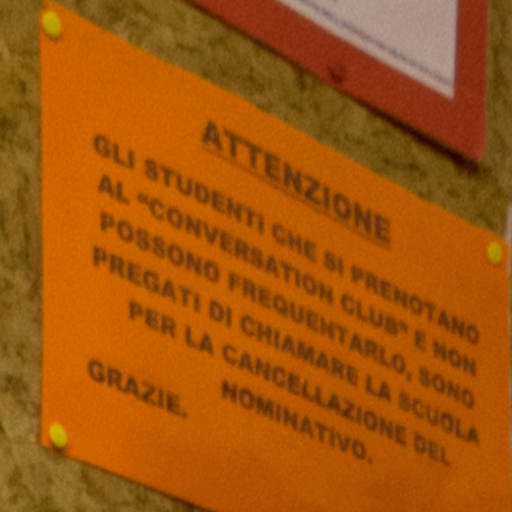 ATTENZIONE
GLI STUDENTI CHE SI PRENOTANO
AL "CONVERSATION CLUB" E NON
POSSONO FREQUENTARLO, SONO
PREGATI DI CHIAMARE LA SCUOLA
PER LA CANCELLAZIONE DEL
NOMINATIVO.
GRAZIE.